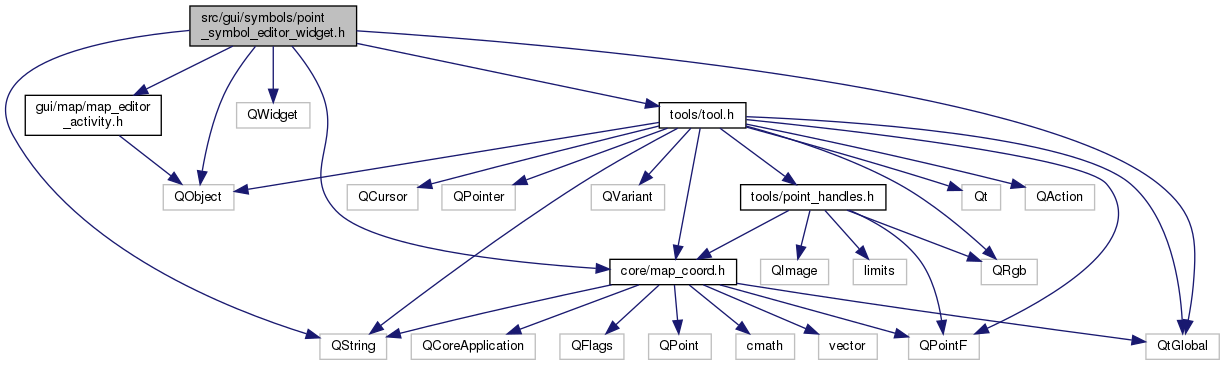 src/gui/symbols/point
_symbol_editor_widget.h
gui/map/map_editor
_activity.h
QWidget
tools/tool.h
QObject
QCursor
QPointer
QVariant
tools/point_handles.h
Qt
QAction
core/map_coord.h
QImage
limits
QRgb
QString
QCoreApplication
QFlags
QPoint
cmath
vector
QPointF
QtGlobal